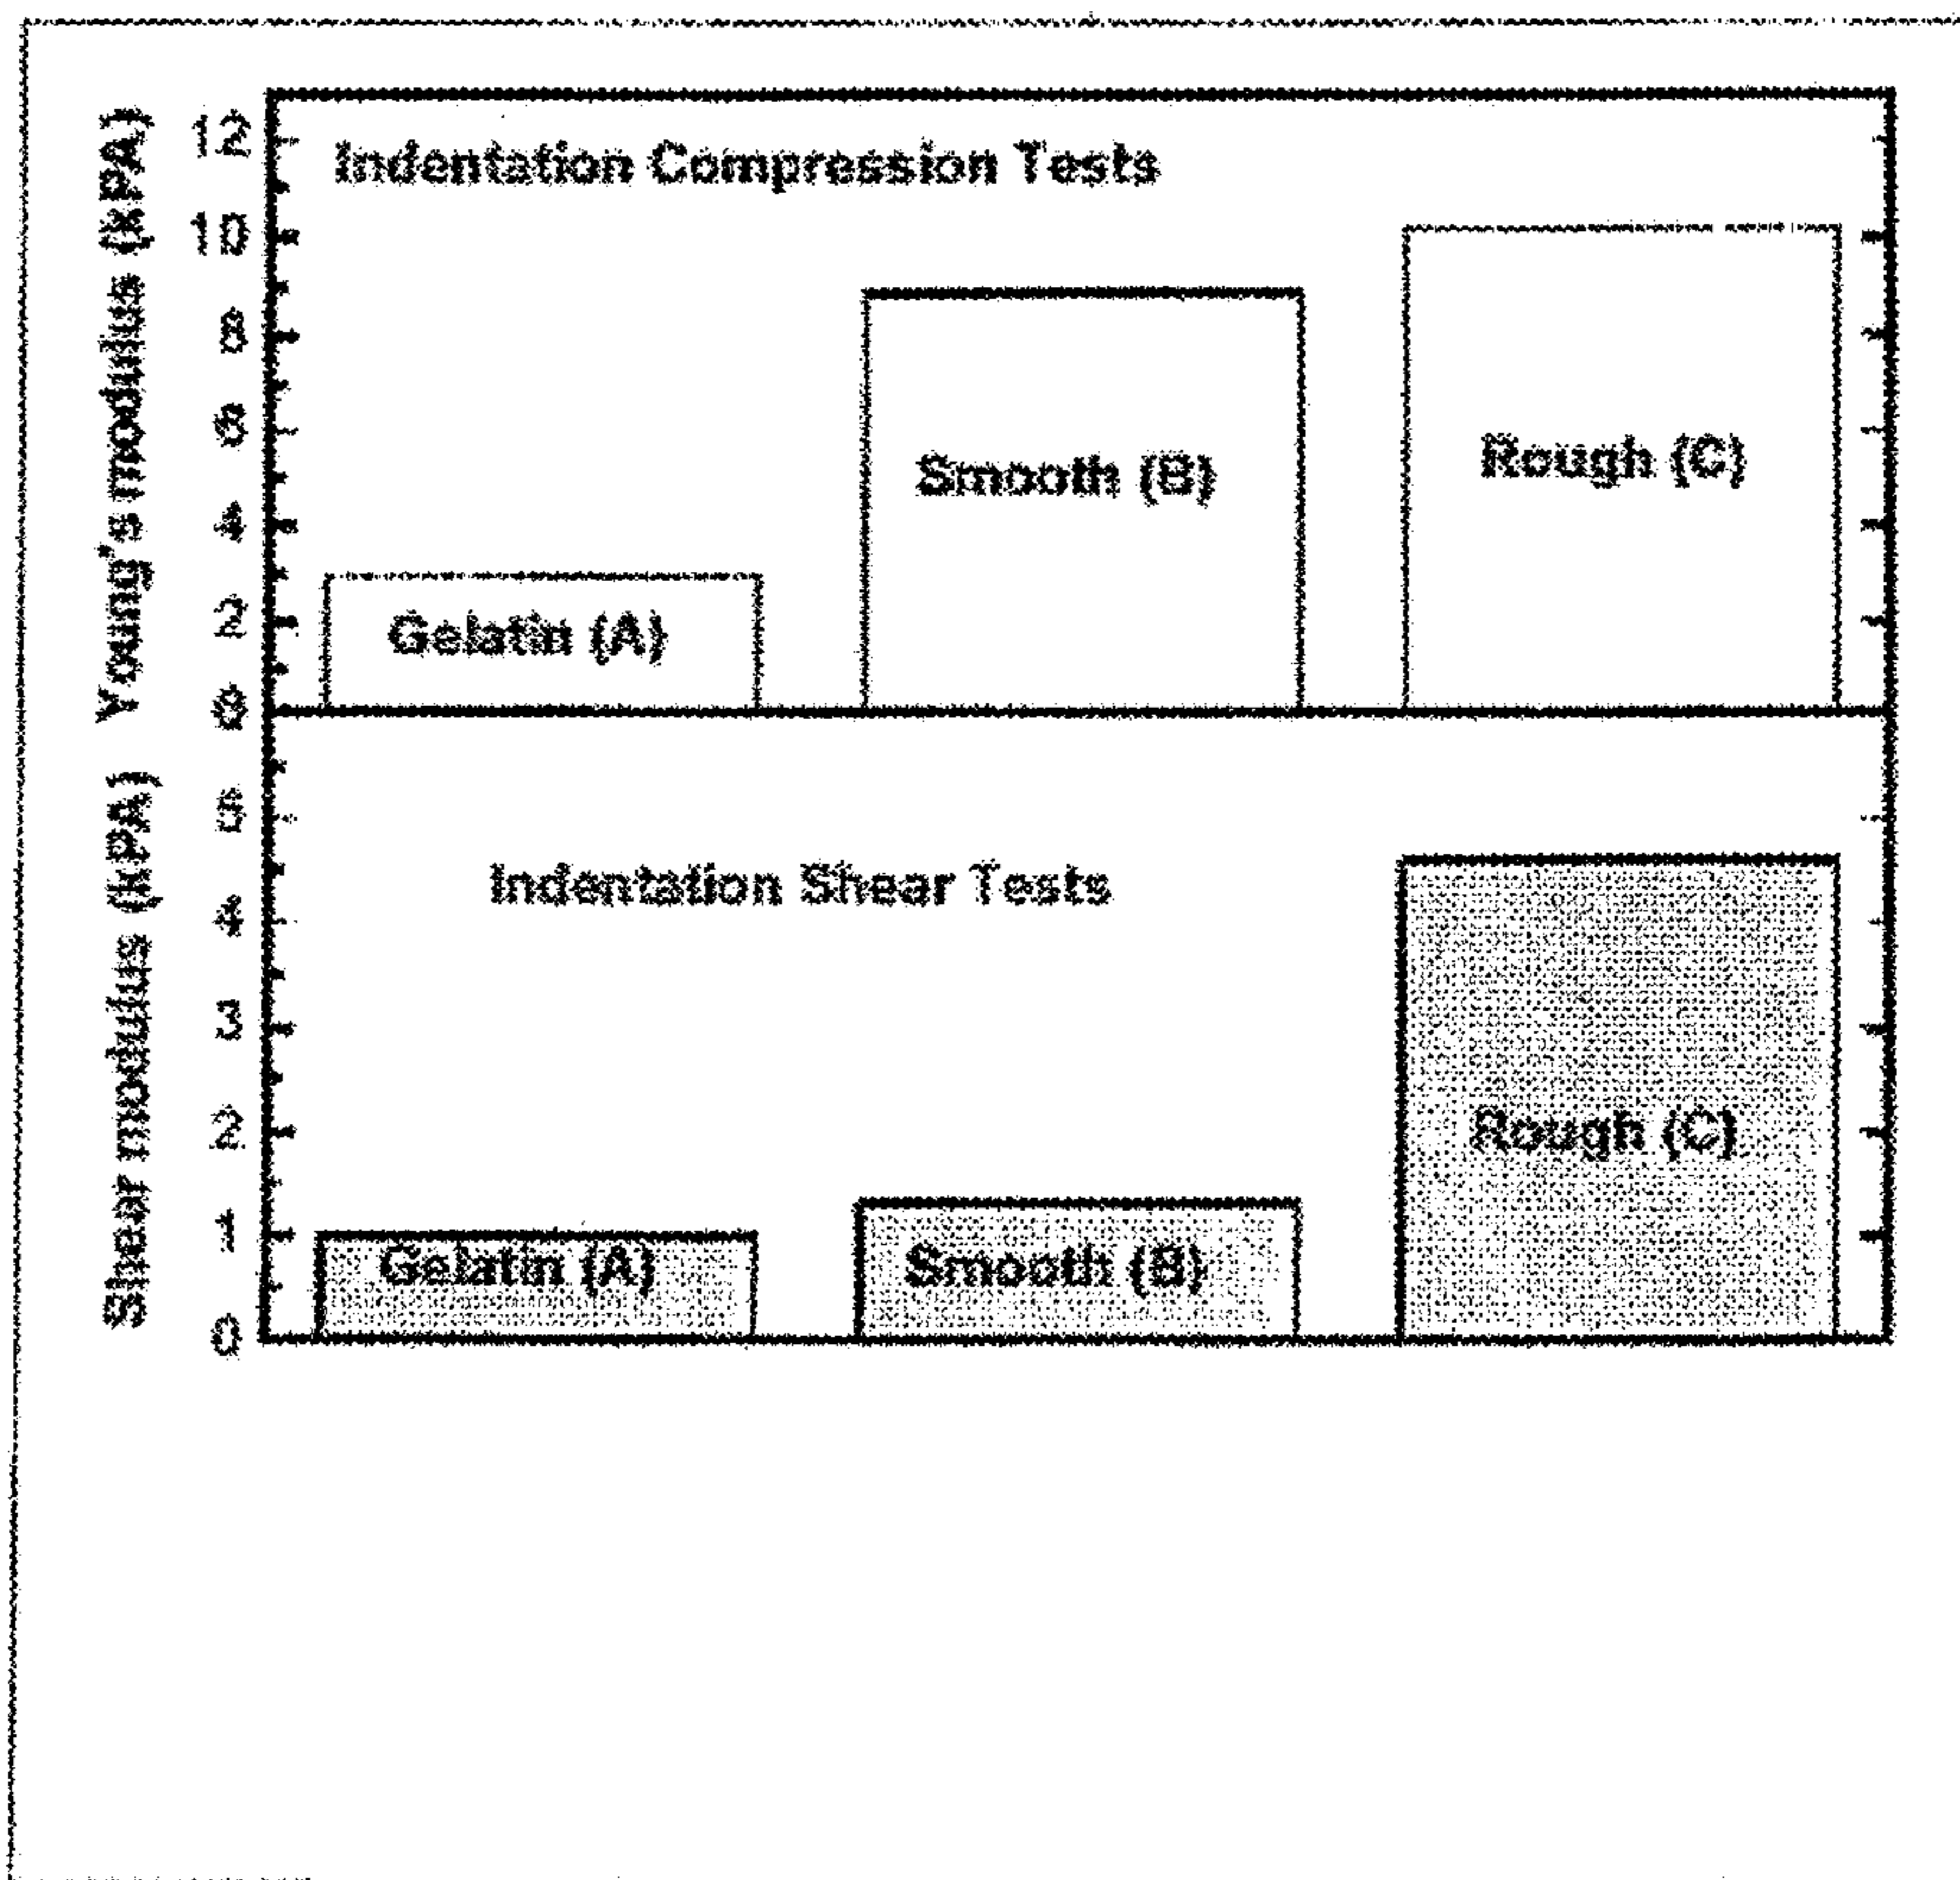 Young's modulus (kPA)
12
10
8
6
4
2
0
Indentation Compression Tests
Gelatin (A)
Smooth (B)
Rough (C)
Shear modulus (kPA)
5
4
3
2
1
0
Indentation Shear Tests
Gelatin (A)
Smooth (B)
Rough (C)